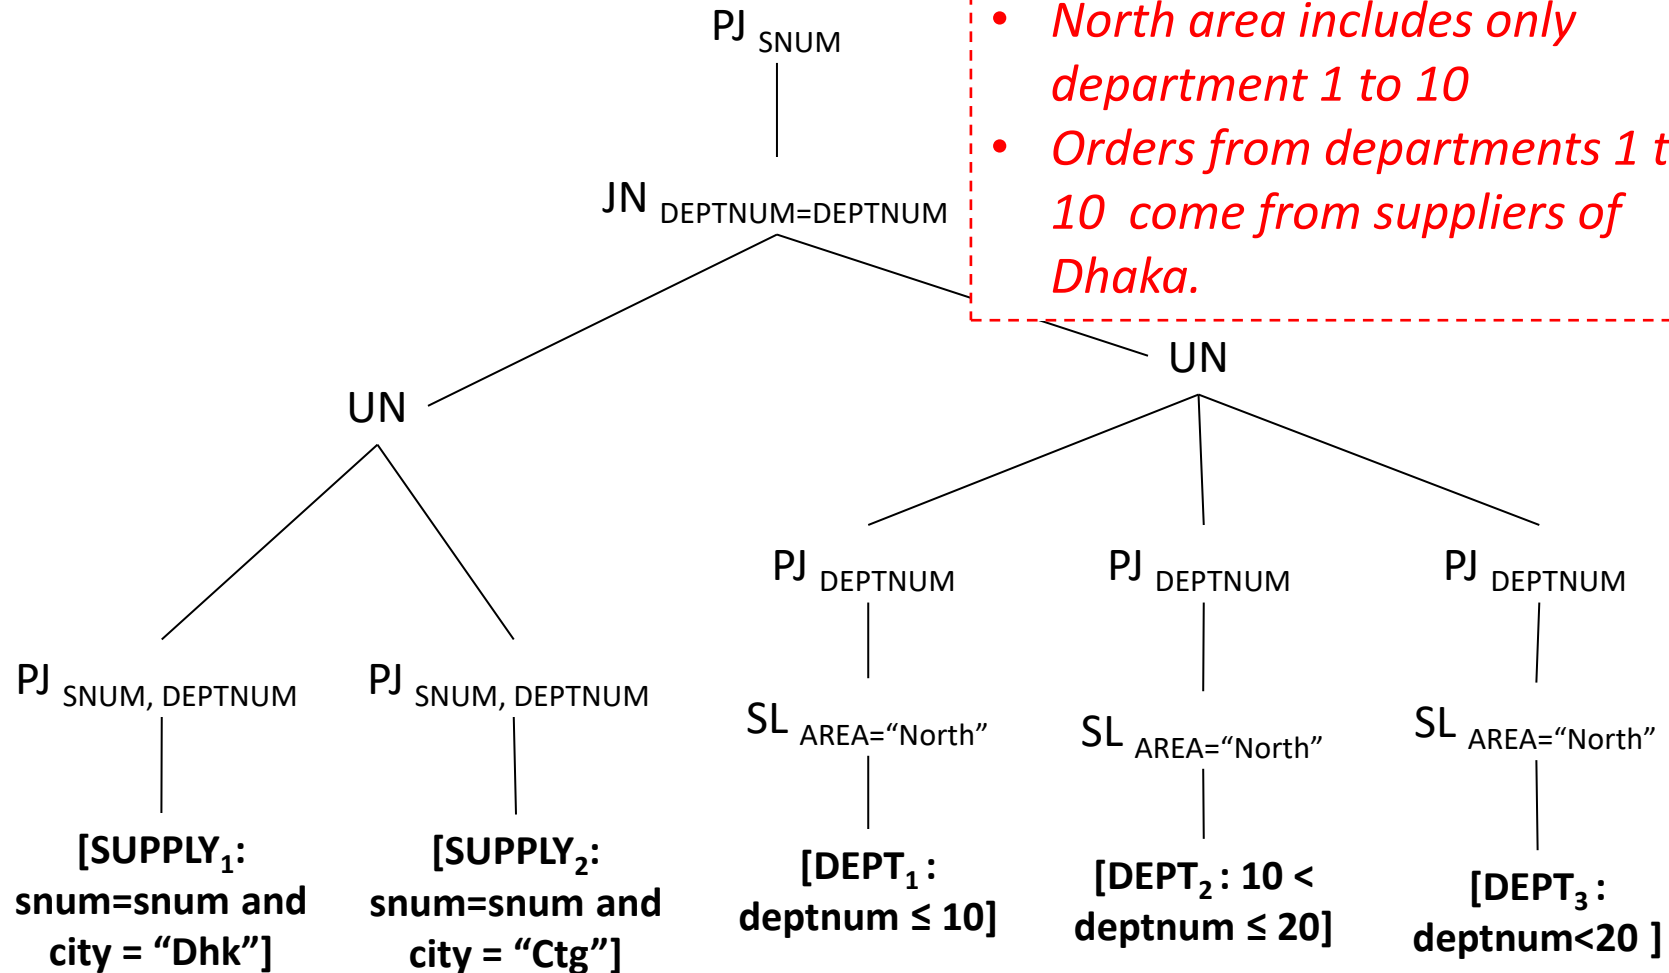 PJ SNUM
• North area includes only
department 1 to 10
• Orders from departments 1 t
10 come from suppliers of
Dhaka.
JN DEPTNUM=DEPTNUM
UN
UN
PJ DEPTNUM
PJ DEPTNUM
PJ DEPTNUM
PJ SNUM, DEPTNUM
PJ SNUM, DEPTNUM
SL AREA=“North”
SL AREA=“North”
SL AREA=“North”
[SUPPLY1:
snum=snum and
city = “Dhk”]
[SUPPLY2:
snum=snum and
city = “Ctg”]
[DEPT1 :
deptnum ≤ 10]
[DEPT2 : 10 <
deptnum ≤ 20]
[DEPT3 :
deptnum<20 ]